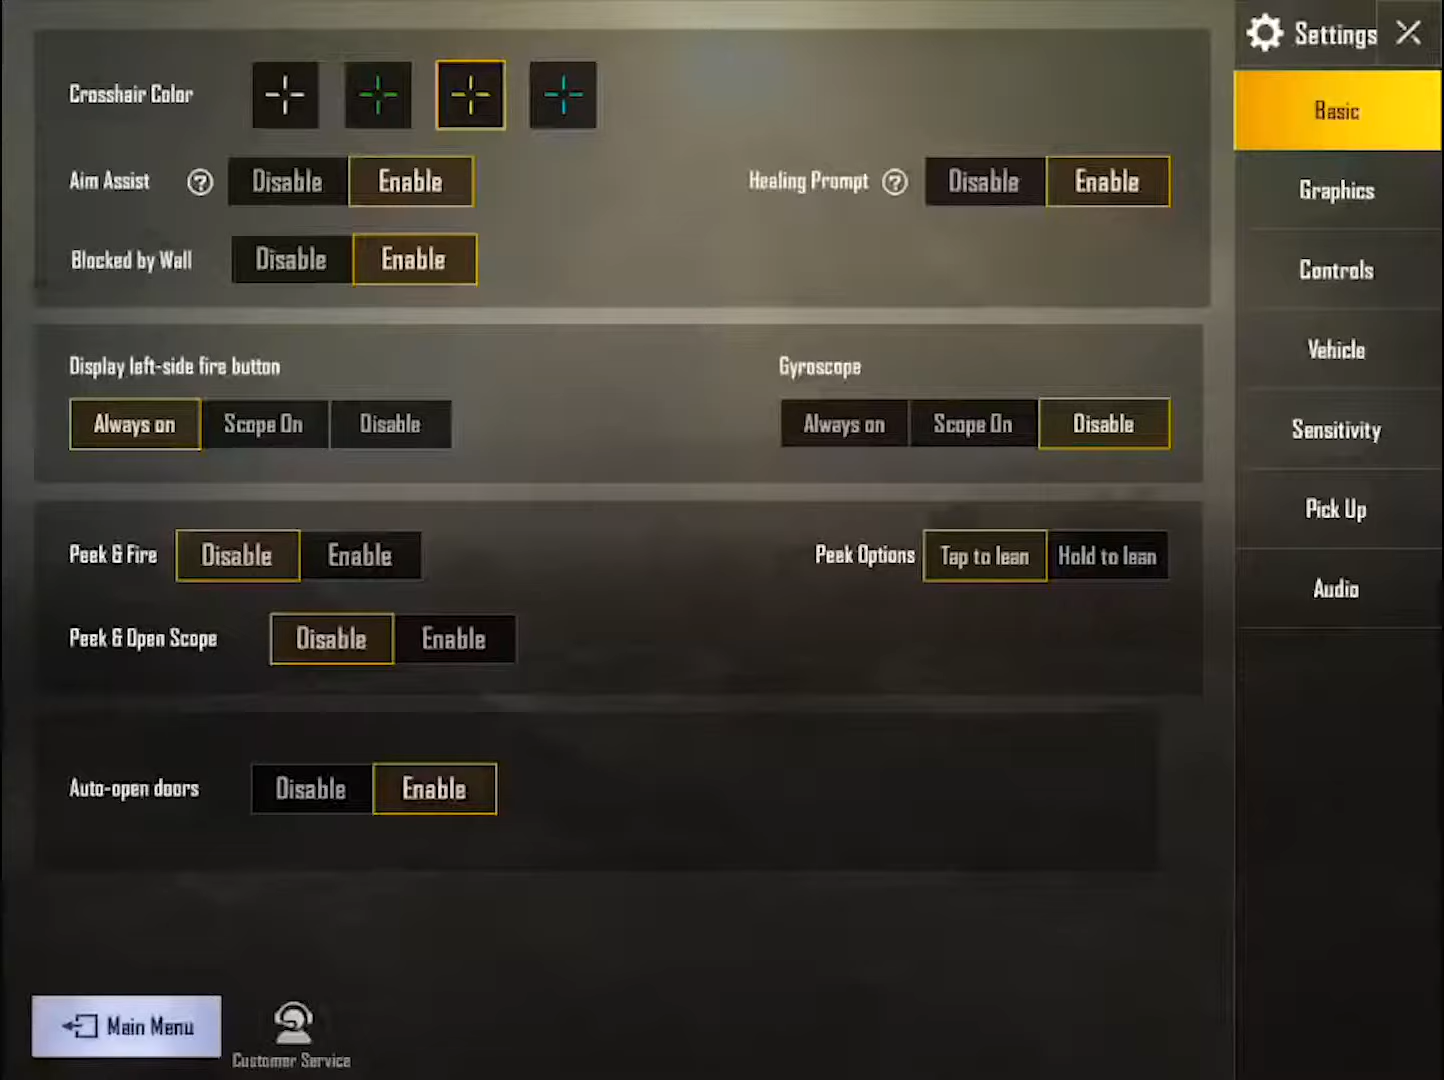 Settings
Crosshair Color
Aim Assist ? Disable Enable
Healing Prompt ? Disable Enable
Blocked by Wall Disable Enable
Display left-side fire button
Always on Scope On Disable
Gyroscope
Always on Scope On Disable
Peek & Fire Disable Enable
Peek Options Tap to lean Hold to lean
Peek & Open Scope Disable Enable
Auto-open doors Disable Enable
Main Menu
Customer Service
Basic
Graphics
Controls
Vehicle
Sensitivity
Pick Up
Audio